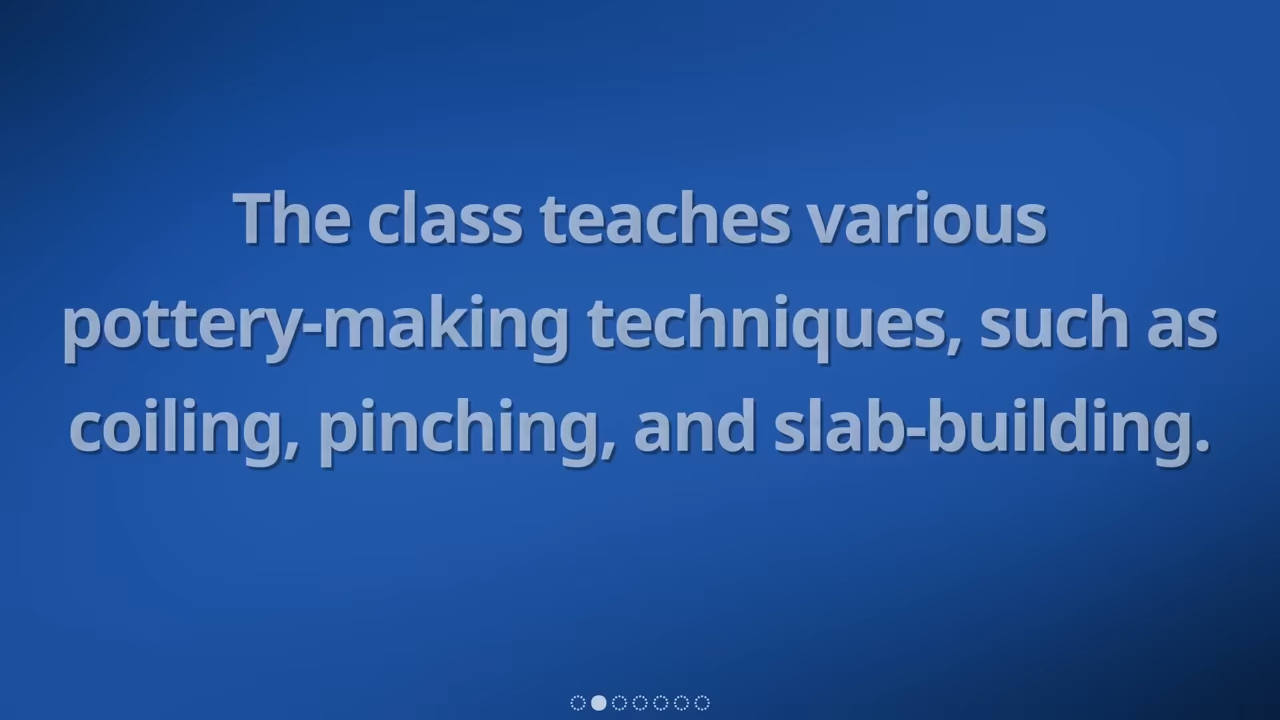 The class teaches various
pottery-making techniques, such as
coiling, pinching, and slab-building.